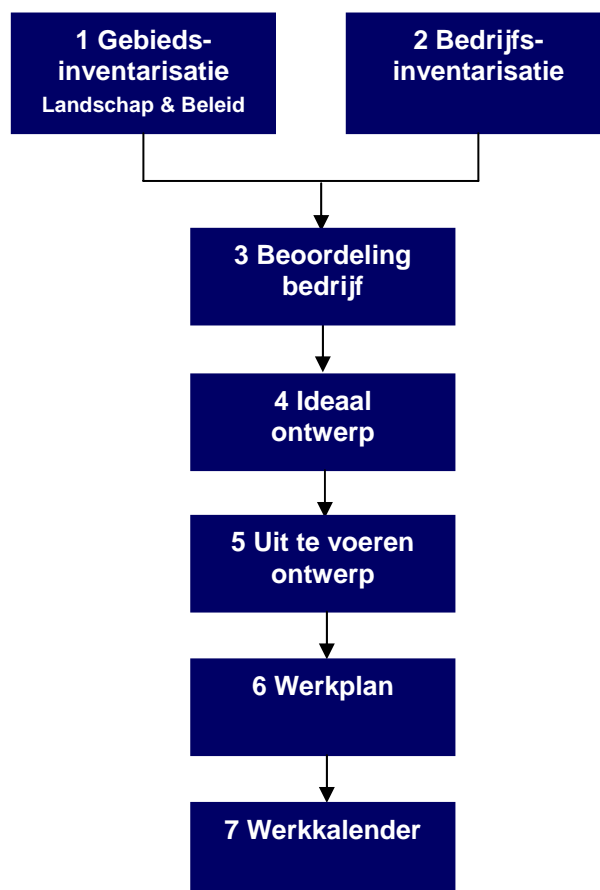 1 Gebieds-
inventarisatie
Landschap & Beleid
2 Bedrijfs-
inventarisatie
3 Beoordeling
bedrijf
4 Ideaal
ontwerp
5 Uit te voeren
ontwerp
6 Werkplan
7 Werkkalender